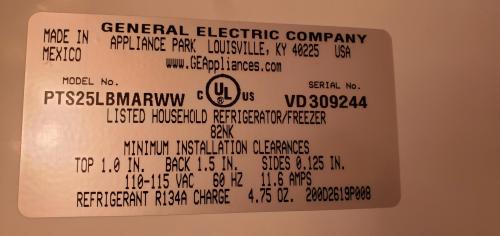 MADE IN MEXICO
GENERAL ELECTRIC COMPANY
APPLIANCE PARK LOUISVILLE, KY 40225 USA
www.GEAppliances.com
MODEL No. SERIAL No.
PTS25LBMARWW C UL US VD309244
LISTED HOUSEHOLD REFRIGERATOR/FREEZER
82NK
MINIMUM INSTALLATION CLEARANCES
TOP 1.0 IN. BACK 1.5 IN. SIDES 0.125 IN.
110-115 VAC 60 HZ 11.6 AMPS
REFRIGERANT R134A CHARGE 4.75 OZ. 200D2619P008